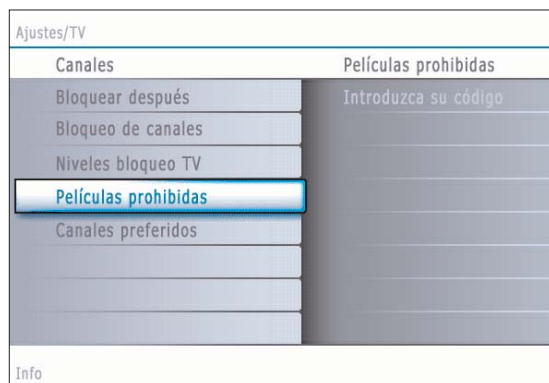 Ajustes/TV
Canales
Películas prohibidas
Bloquear después
Introduzca su código
Bloqueo de canales
Niveles bloqueo TV
Películas prohibidas
Canales preferidos
Info